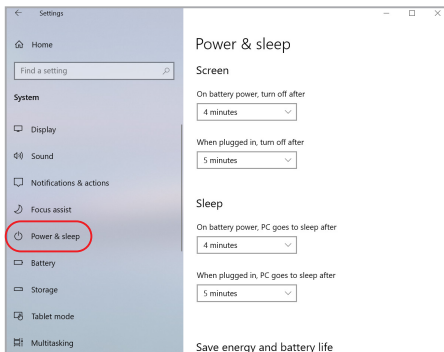 Settings
Home
Find a setting
System
Display
Sound
Notifications & actions
Focus assist
Power & sleep
Battery
Storage
Tablet mode
Multitasking
Power & sleep
Screen
On battery power, turn off after
4 minutes
When plugged in, turn off after
5 minutes
Sleep
On battery power, PC goes to sleep after
4 minutes
When plugged in, PC goes to sleep after
5 minutes
Save energy and battery life